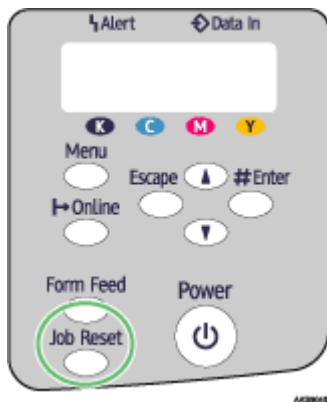 Alert Data In
K C M Y
Menu
Escape #Enter
Online
Form Feed
Power
Job Reset